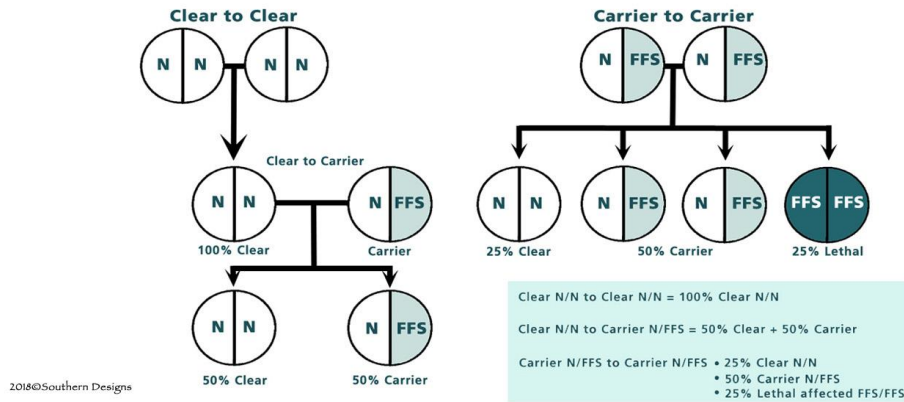 Clear to Clear
N N N N
Clear to Carrier
N N N FFS
100% Clear Carrier
N N N FFS
50% Clear 50% Carrier
2018©Southern Designs
Carrier to Carrier
N FFS N FFS
N N N FFS N FFS FFS FFS
25% Clear 50% Carrier 25% Lethal
Clear N/N to Clear N/N = 100% Clear N/N
Clear N/N to Carrier N/FFS = 50% Clear + 50% Carrier
Carrier N/FFS to Carrier N/FFS • 25% Clear N/N
• 50% Carrier N/FFS
• 25% Lethal affected FFS/FFS